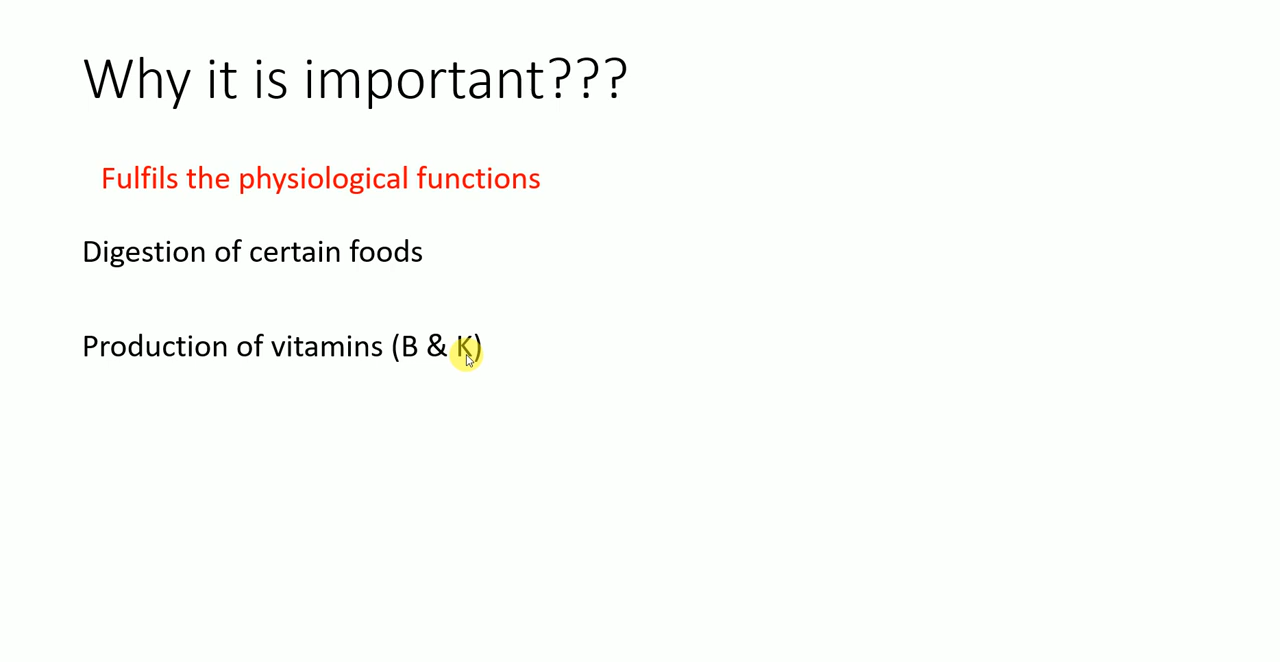 Why it is important???
Fulfils the physiological functions
Digestion of certain foods
Production of vitamins (B & K)